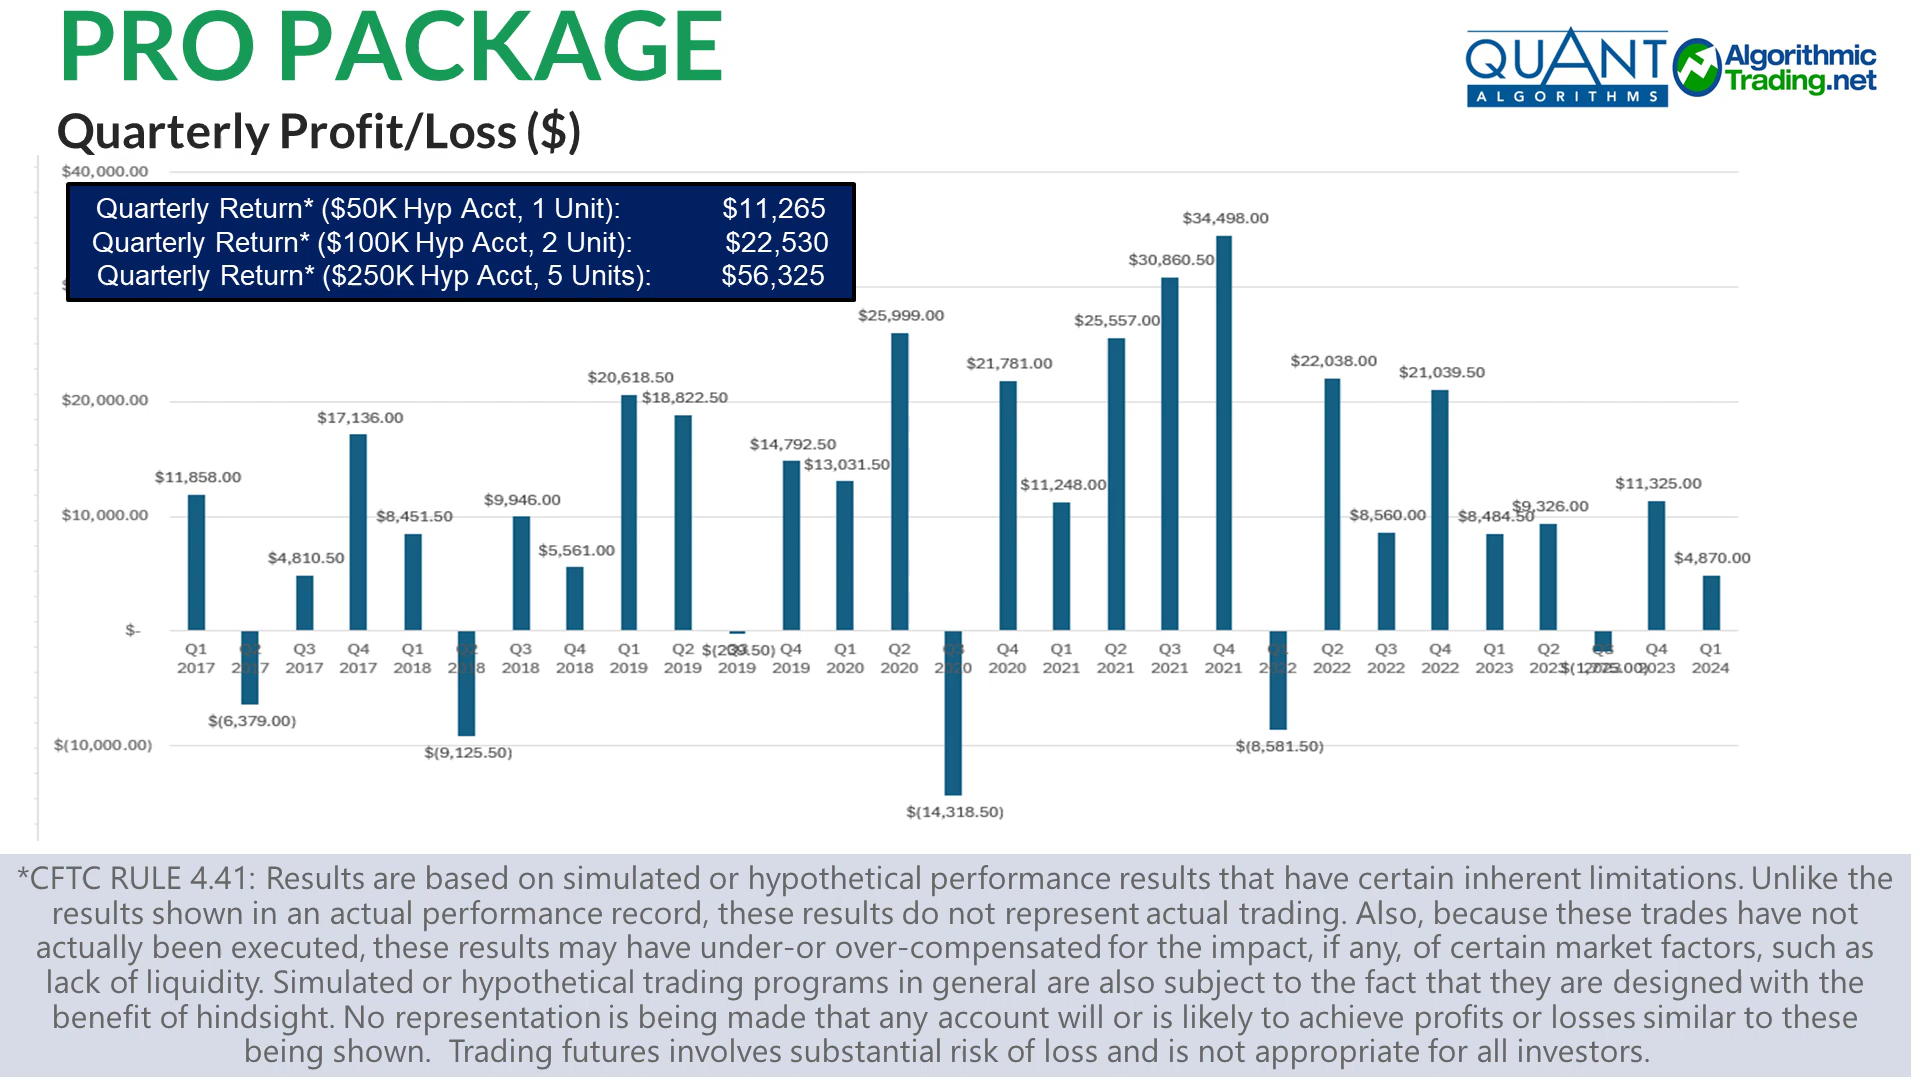 PRO PACKAGE
QUANT
ALGORITHMS
Algorithmic
Trading.net
Quarterly Profit/Loss ($)
$40,000.00
Quarterly Return* ($50K Hyp Acct, 1 Unit): $11,265
Quarterly Return* ($100K Hyp Acct, 2 Unit): $22,530
Quarterly Return* ($250K Hyp Acct, 5 Units): $56,325
$20,000.00
$10,000.00
$-
$(10,000.00)
$11,858.00
$(6,379.00)
$4,810.50
$17,136.00
$8,451.50
$(9,125.50)
$9,946.00
$5,561.00
$20,618.50
$18,822.50
$14,792.50
$13,031.50
$25,999.00
$(14,318.50)
$21,781.00
$11,248.00
$25,557.00
$30,860.50
$34,498.00
$(8,581.50)
$22,038.00
$8,560.00
$21,039.50
$8,484.50
$9,326.00
$11,325.00
$4,870.00
Q1 Q2 Q3 Q4 Q1 Q2 Q3 Q4 Q1 Q2 Q3 Q4 Q1 Q2 Q3 Q4 Q1 Q2 Q3 Q4 Q1 Q2 Q3 Q4 Q1 Q2 Q3 Q4 Q1
2017 2017 2017 2017 2018 2018 2018 2018 2019 2019 2019 2019 2020 2020 2020 2020 2021 2021 2021 2021 2022 2022 2022 2022 2023 2023 2023 2023 2024
*CFTC RULE 4.41: Results are based on simulated or hypothetical performance results that have certain inherent limitations. Unlike the
results shown in an actual performance record, these results do not represent actual trading. Also, because these trades have not
actually been executed, these results may have under-or over-compensated for the impact, if any, of certain market factors, such as
lack of liquidity. Simulated or hypothetical trading programs in general are also subject to the fact that they are designed with the
benefit of hindsight. No representation is being made that any account will or is likely to achieve profits or losses similar to these
being shown. Trading futures involves substantial risk of loss and is not appropriate for all investors.